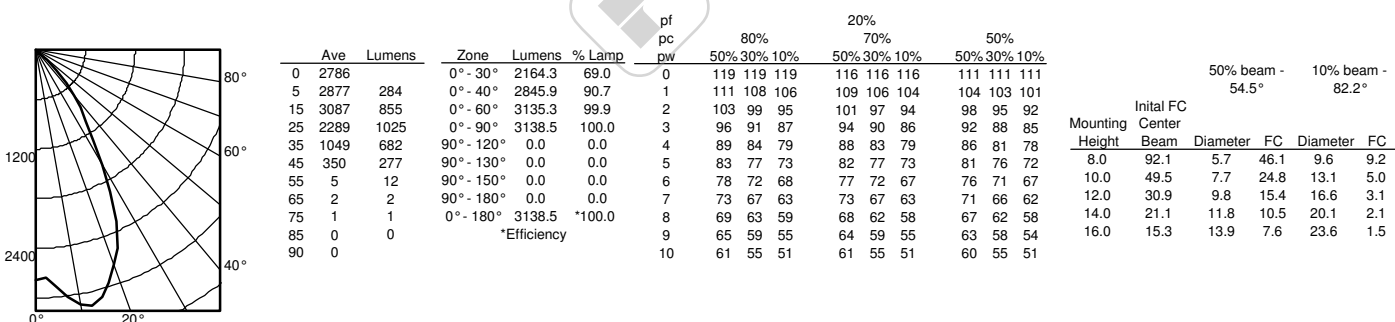 1200
2400
0°
20°
40°
60°
80°
Ave Lumens
0 2786
5 2877 284
15 3087 855
25 2289 1025
35 1049 682
45 350 277
55 5 12
65 2 2
75 1 1
85 0 0
90 0
Zone Lumens % Lamp
0° - 30° 2164.3 69.0
0° - 40° 2845.9 90.7
0° - 60° 3135.3 99.9
0° - 90° 3138.5 100.0
90° - 120° 0.0 0.0
90° - 130° 0.0 0.0
90° - 150° 0.0 0.0
90° - 180° 0.0 0.0
0° - 180° 3138.5 *100.0
*Efficiency
pf 20%
pc 80% 70% 50%
pw 50% 30% 10% 50% 30% 10% 50% 30% 10%
0 119 119 119 116 116 116 111 111 111
1 111 108 106 109 106 104 104 103 101
2 103 99 95 101 97 94 98 95 92
3 96 91 87 94 90 86 92 88 85
4 89 84 79 88 83 79 86 81 78
5 83 77 73 82 77 73 81 76 72
6 78 72 68 77 72 67 76 71 67
7 73 67 63 73 67 63 71 66 62
8 69 63 59 68 62 58 67 62 58
9 65 59 55 64 59 55 63 58 54
10 61 55 51 61 55 51 60 55 51
50% beam - 10% beam -
54.5° 82.2°
Inital FC
Mounting Center
Height Beam Diameter FC Diameter FC
8.0 92.1 5.7 46.1 9.6 9.2
10.0 49.5 7.7 24.8 13.1 5.0
12.0 30.9 9.8 15.4 16.6 3.1
14.0 21.1 11.8 10.5 20.1 2.1
16.0 15.3 13.9 7.6 23.6 1.5